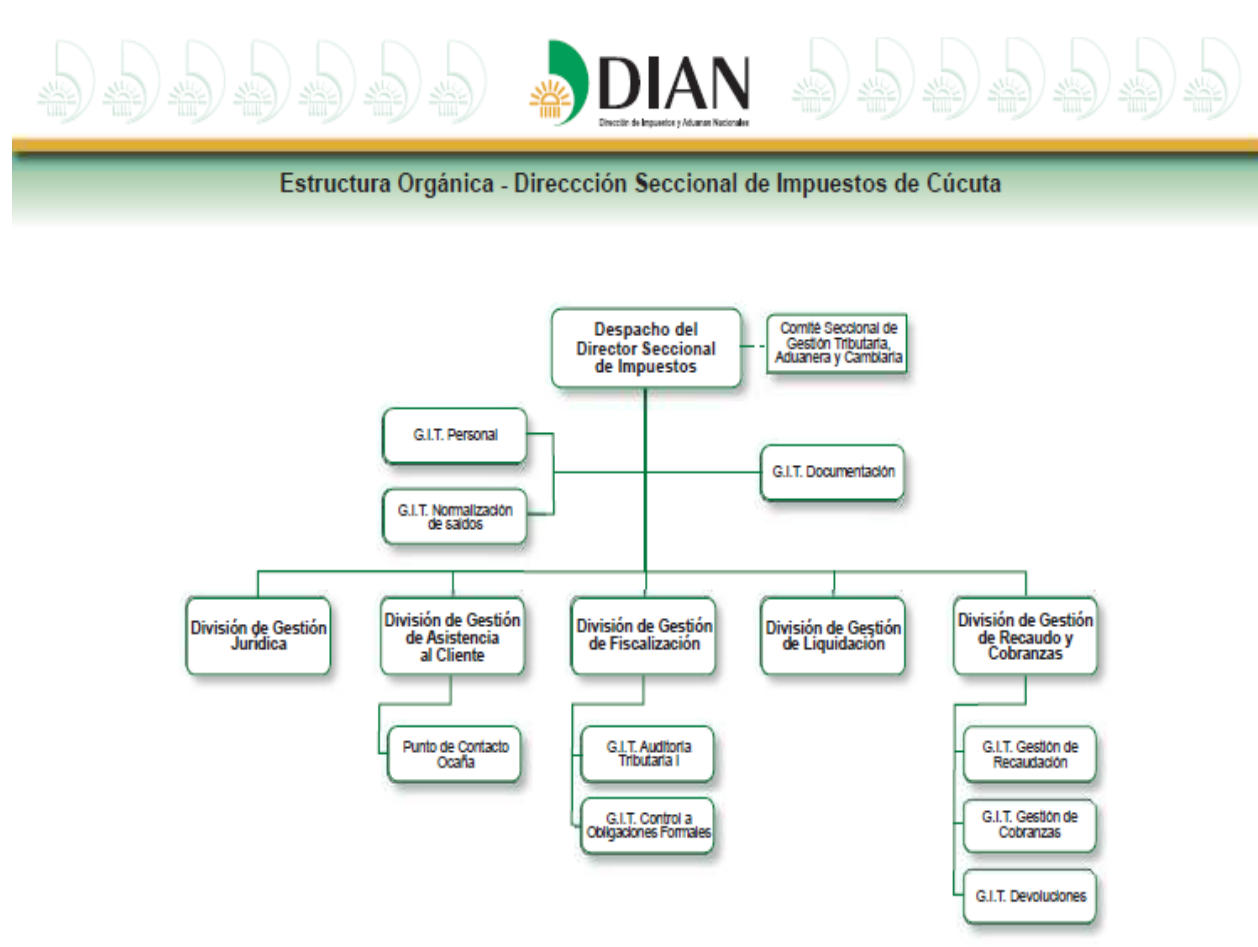 DIAN
Dirección de Impuestos y Aduanas Nacionales
Estructura Orgánica - Direccción Seccional de Impuestos de Cúcuta
Despacho del
Director Seccional
de Impuestos
Comité Seccional de
Gestión Tributaria,
Aduanera y Cambiaria
G.I.T. Personal
G.I.T. Documentación
G.I.T. Normalización
de saldos
División de Gestión
Jurídica
División de Gestión
de Asistencia
al Cliente
División de Gestión
de Fiscalización
División de Gestión
de Liquidación
División de Gestión
de Recaudo y
Cobranzas
Punto de Contacto
Ocaña
G.I.T. Auditoría
Tributaria I
G.I.T. Gestión de
Recaudación
G.I.T. Control a
Obligaciones Formales
G.I.T. Gestión de
Cobranzas
G.I.T. Devoluciones